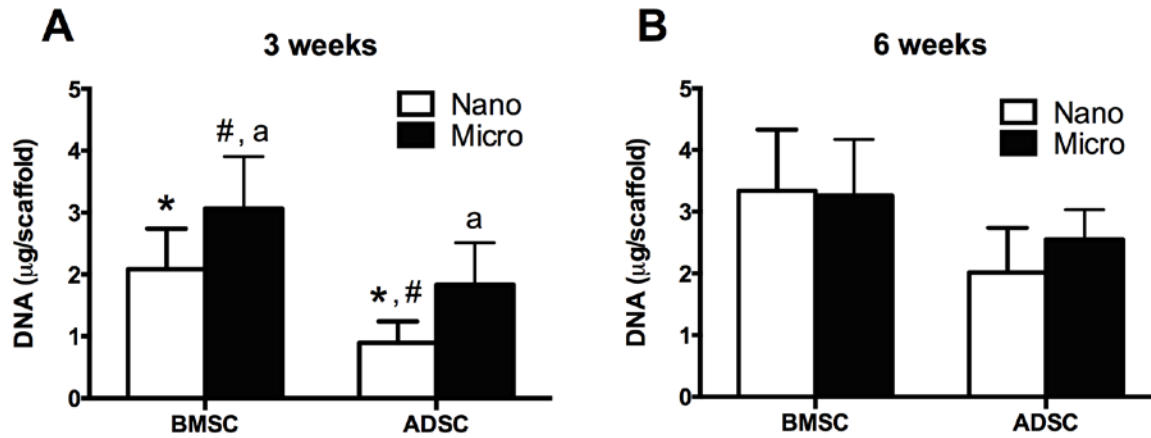 A
3 weeks
DNA (μg/scaffold)
5
4
3
2
1
0
Nano
Micro
*
#, a
*, #
a
BMSC
ADSC
B
6 weeks
DNA (μg/scaffold)
5
4
3
2
1
0
Nano
Micro
BMSC
ADSC